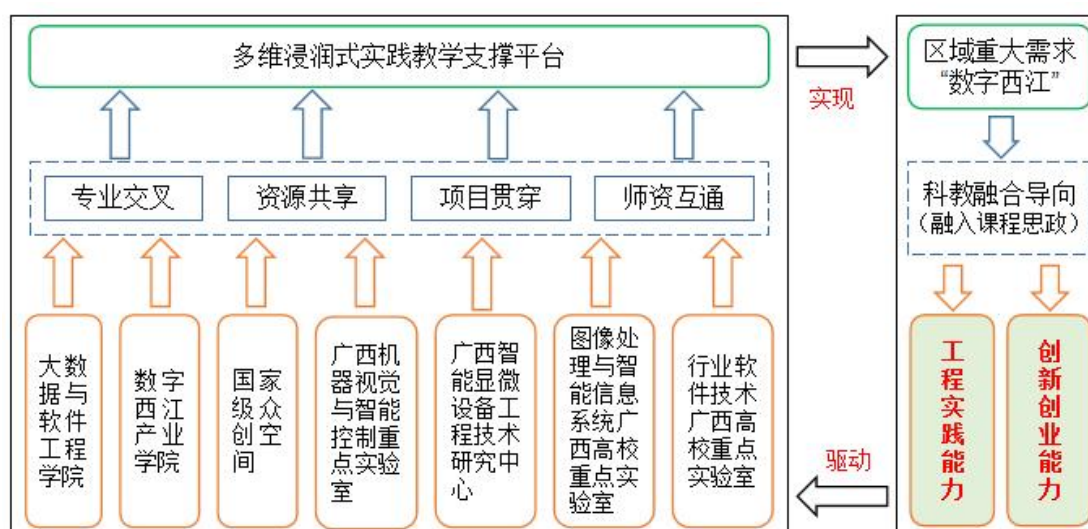 多维浸润式实践教学支撑平台
实现
区域重大需求
“数字西江”
专业交叉
资源共享
项目贯穿
师资互通
科教融合导向
（融入课程思政）
大数
据与
软件
工程
学院
数字
西江
产业
学院
国家
级众
创空
间
广西机
器视觉
与智能
控制重
点实验
室
广西智
能显微
设备工
程技术
研究中
心
图像处
理与智
能信息
系统广
西高校
重点实
验室
行业软
件技术
广西高
校重点
实验室
驱动
工程实践能力
创新创业能力